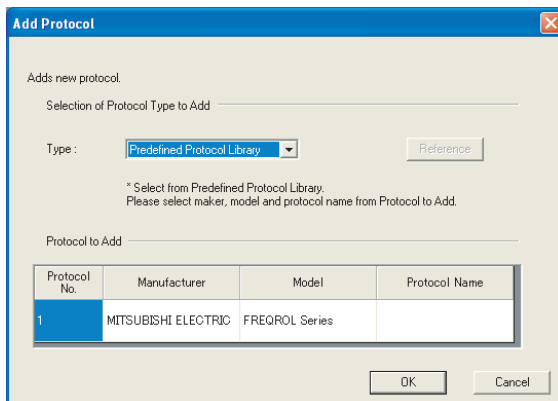 Add Protocol
Adds new protocol.
Selection of Protocol Type to Add
Type : Predefined Protocol Library Reference
* Select from Predefined Protocol Library.
Please select maker, model and protocol name from Protocol to Add.
Protocol to Add
Protocol No. Manufacturer Model Protocol Name
1 MITSUBISHI ELECTRIC FREQROL Series
OK Cancel